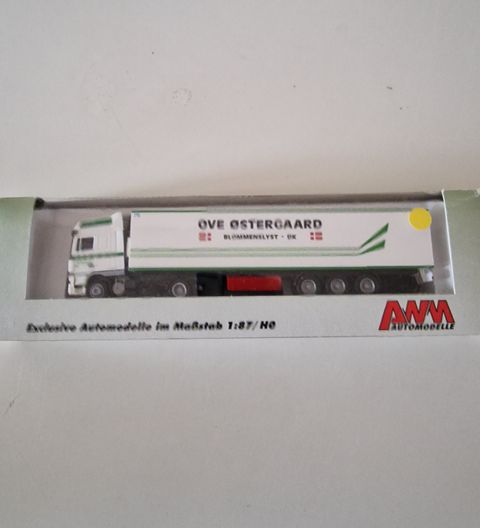 OVE ØSTERGAARD
BLOMMENSLYST - DK
Exclusive Automodelle im Maßstab 1:87/H0
AWM
AUTOMODELLE